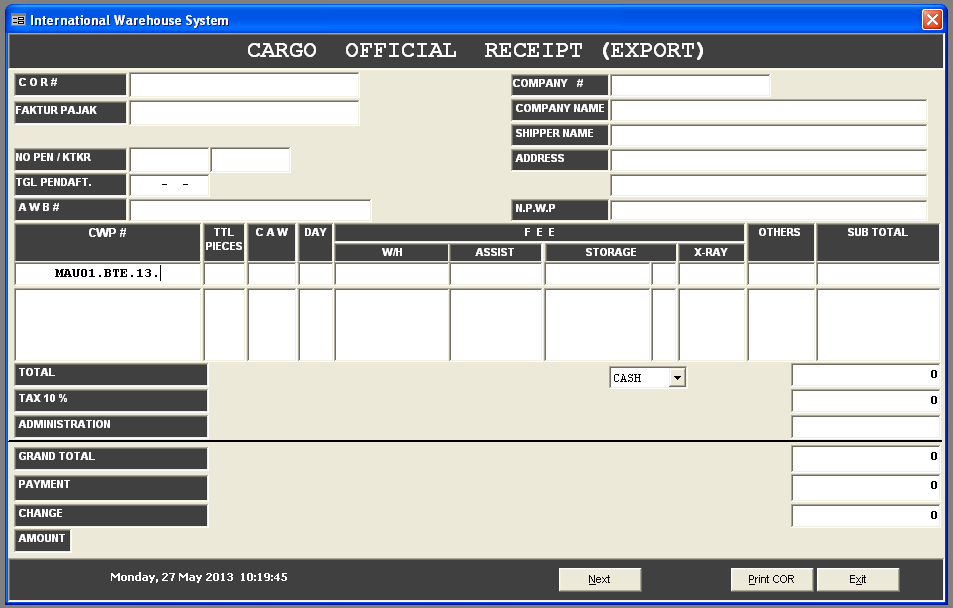 International Warehouse System
CARGO OFFICIAL RECEIPT (EXPORT)
C O R #
COMPANY #
FAKTUR PAJAK
COMPANY NAME
SHIPPER NAME
NO PEN / KTKR
ADDRESS
TGL PENDAFT.
- -
A W B #
N.P.W.P
CWP #
TTL PIECES
C A W
DAY
F E E
OTHERS
SUB TOTAL
W/H
ASSIST
STORAGE
X-RAY
MAU01.BTE.13.
TOTAL
CASH
0
TAX 10 %
0
ADMINISTRATION
GRAND TOTAL
0
PAYMENT
0
CHANGE
0
AMOUNT
Monday, 27 May 2013 10:19:45
Next
Print COR
Exit